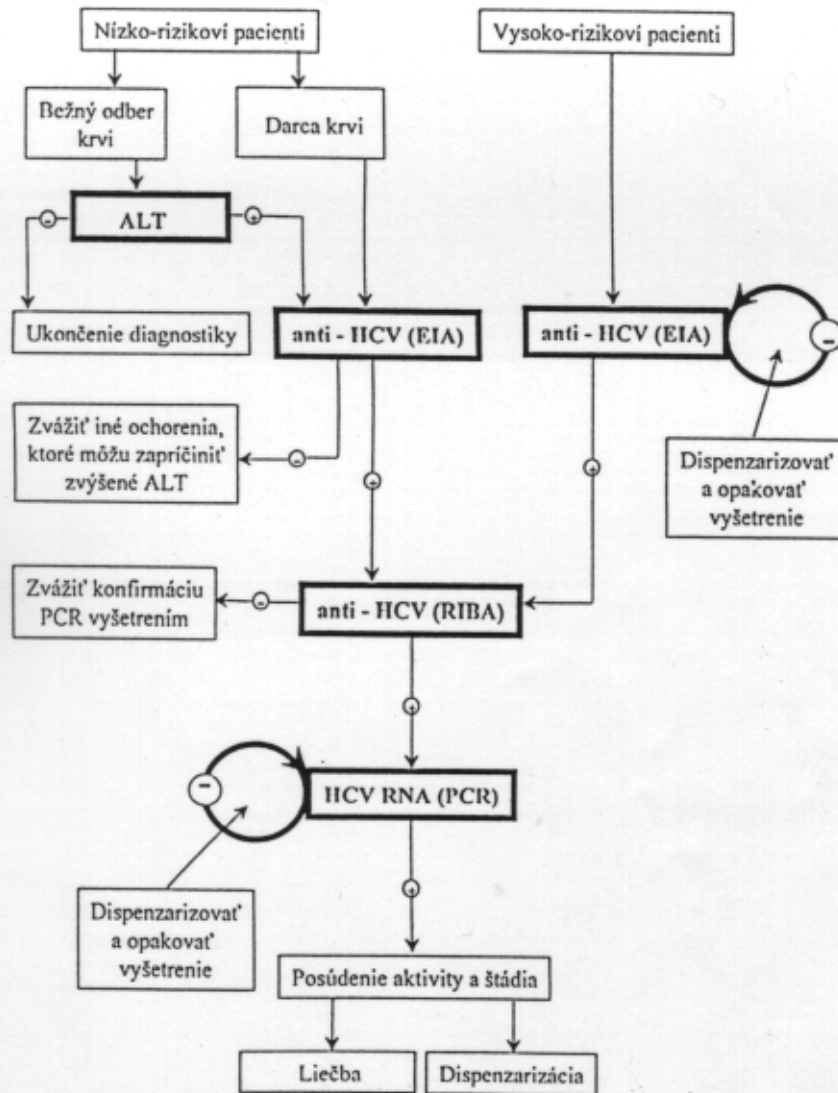 Nízko-rizikoví pacienti
Vysoko-rizikoví pacienti
Bežný odber
krvi
Darca krvi
-
ALT
+
Ukončenie diagnostiky
anti - HCV (EIA)
anti - HCV (EIA)
-
Zvážiť iné ochorenia,
ktoré môžu zapríčiniť
zvýšené ALT
-
+
+
Dispenzarizovať
a opakovať
vyšetrenie
Zvážiť konfirmáciu
PCR vyšetrením
-
anti - HCV (RIBA)
+
-
HCV RNA (PCR)
+
Dispenzarizovať
a opakovať
vyšetrenie
Posúdenie aktivity a štádia
Liečba
Dispenzarizácia